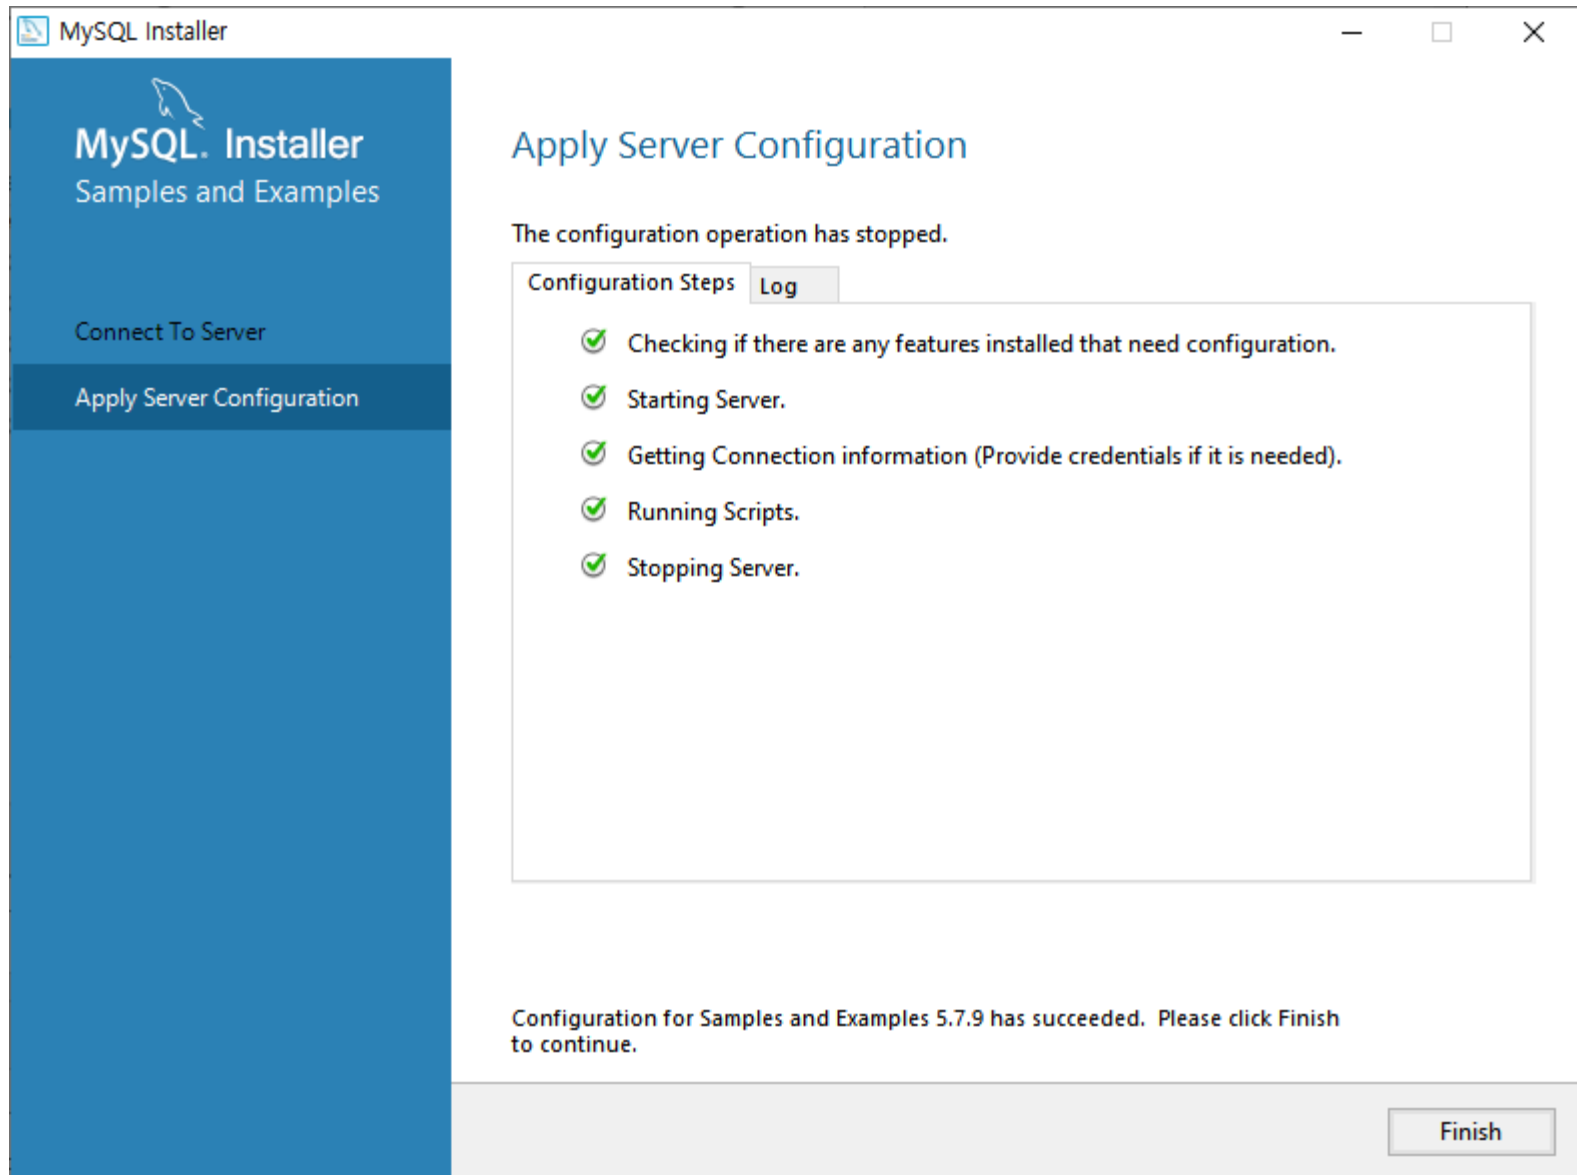 MySQL Installer
MySQL. Installer
Samples and Examples
Connect To Server
Apply Server Configuration
Apply Server Configuration
The configuration operation has stopped.
Configuration Steps
Log
Checking if there are any features installed that need configuration.
Starting Server.
Getting Connection information (Provide credentials if it is needed).
Running Scripts.
Stopping Server.
Configuration for Samples and Examples 5.7.9 has succeeded. Please click Finish
to continue.
Finish